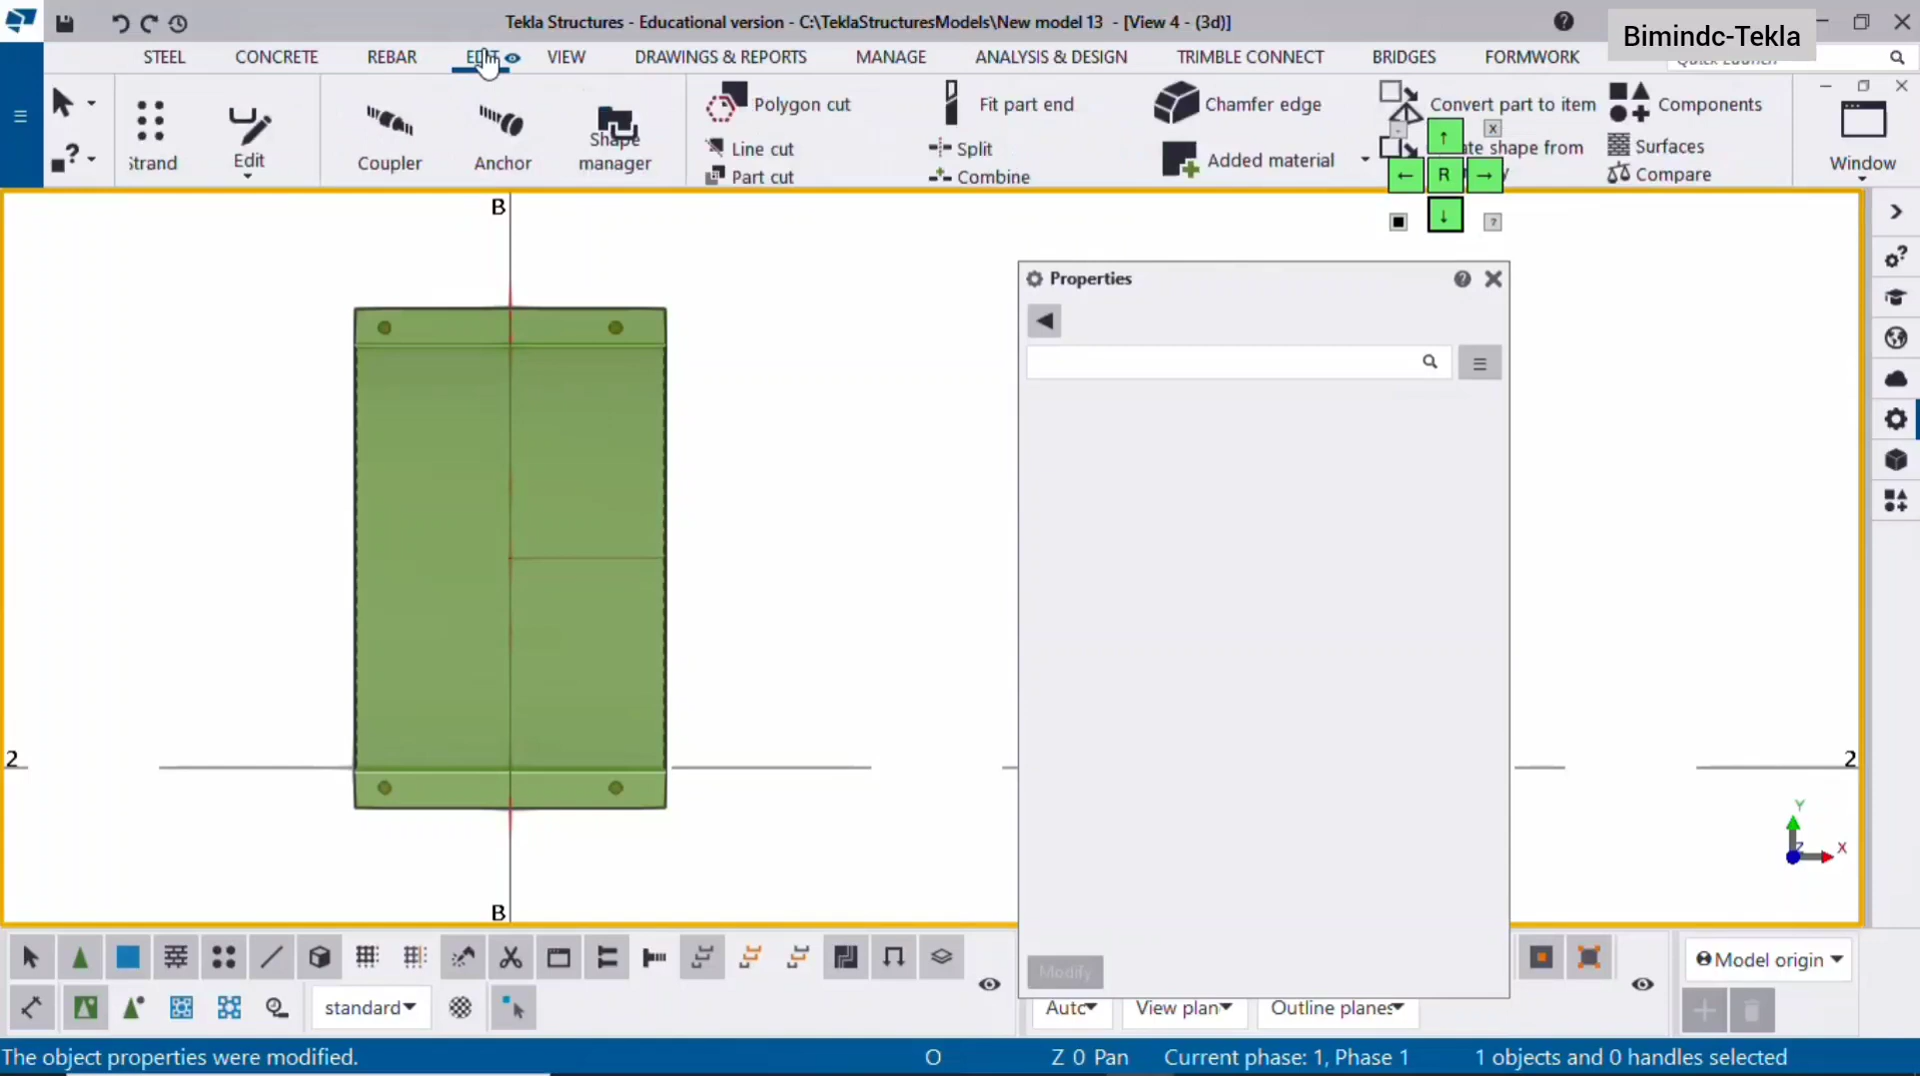 Tekla Structures - Educational version - C:\TeklaStructuresModels\New model 13 - [View 4 - (3d)]
Bimindc-Tekla
STEEL
CONCRETE
REBAR
EDIT
VIEW
DRAWINGS & REPORTS
MANAGE
ANALYSIS & DESIGN
TRIMBLE CONNECT
BRIDGES
FORMWORK
Strand
Edit
Coupler
Anchor
Shape
manager
Polygon cut
Line cut
Part cut
Fit part end
Split
Combine
Chamfer edge
Added material
Convert part to item
shape from
Components
Surfaces
Compare
Window
X
R
?
B
Properties
2
2
Y
Z
X
B
Modify
standard
Auto
View plan
Outline planes
Model origin
The object properties were modified.
O
Z 0 Pan
Current phase: 1, Phase 1
1 objects and 0 handles selected